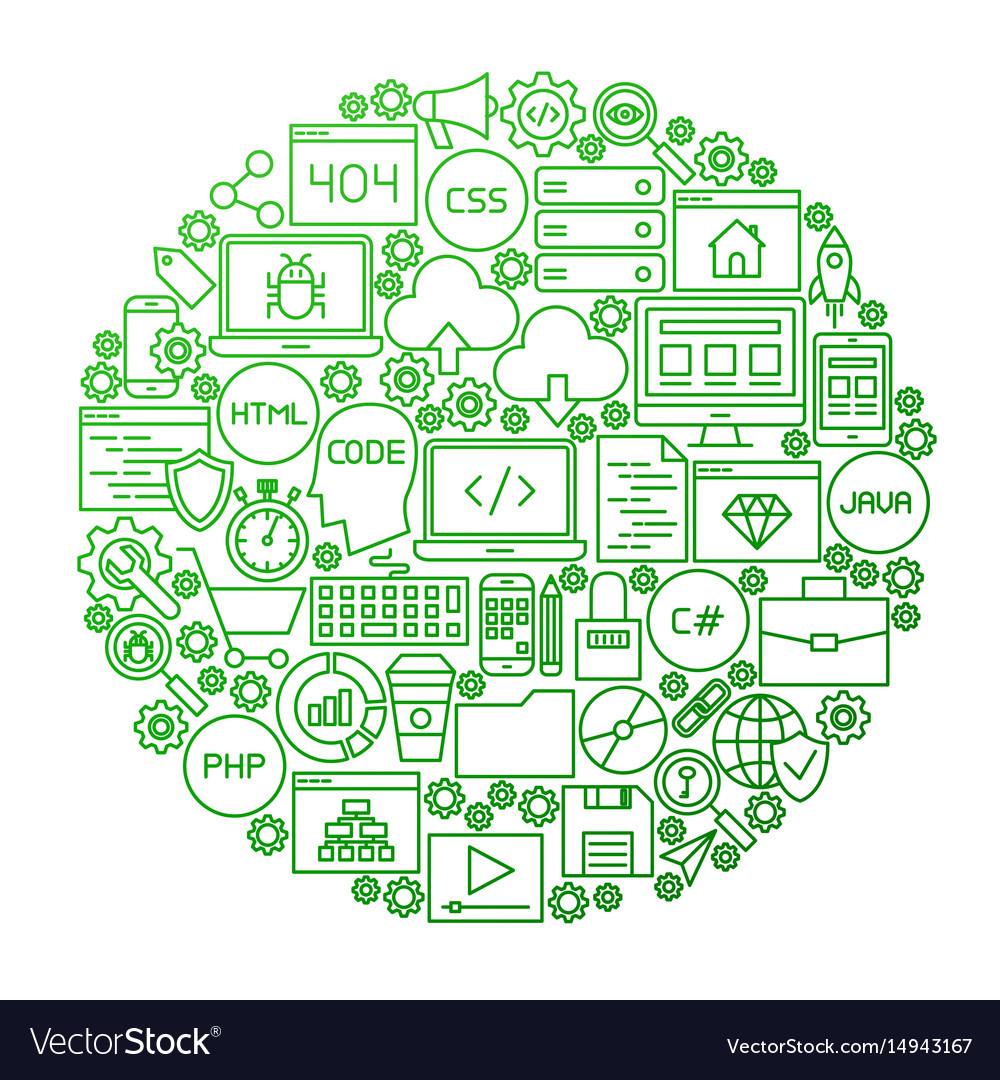 404
CSS
HTML
CODE
</>
</>
JAVA
C#
PHP
VectorStock®
VectorStock.com/14943167